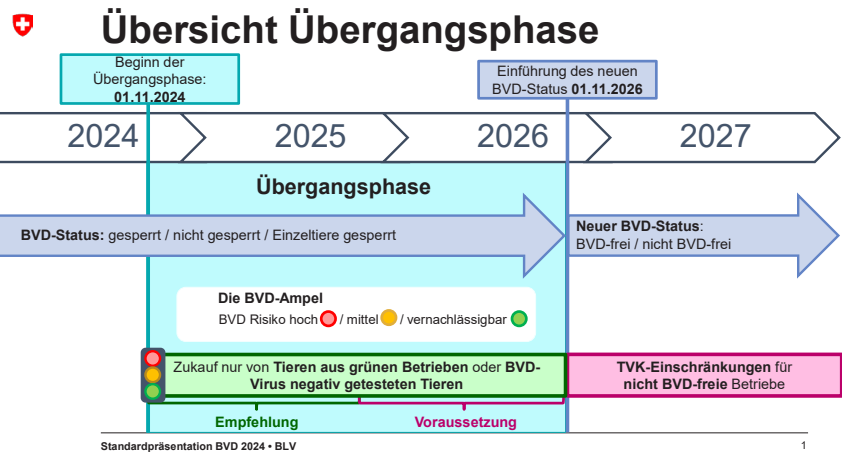 Übersicht Übergangsphase
Beginn der
Übergangsphase:
01.11.2024
Einführung des neuen
BVD-Status 01.11.2026
2024
2025
2026
2027
Übergangsphase
BVD-Status: gesperrt / nicht gesperrt / Einzeltiere gesperrt
Neuer BVD-Status:
BVD-frei / nicht BVD-frei
Die BVD-Ampel
BVD Risiko hoch / mittel / vernachlässigbar
Zukauf nur von Tieren aus grünen Betrieben oder BVD-
Virus negativ getesteten Tieren
TVK-Einschränkungen für
nicht BVD-freie Betriebe
Empfehlung
Voraussetzung
Standardpräsentation BVD 2024 • BLV
1